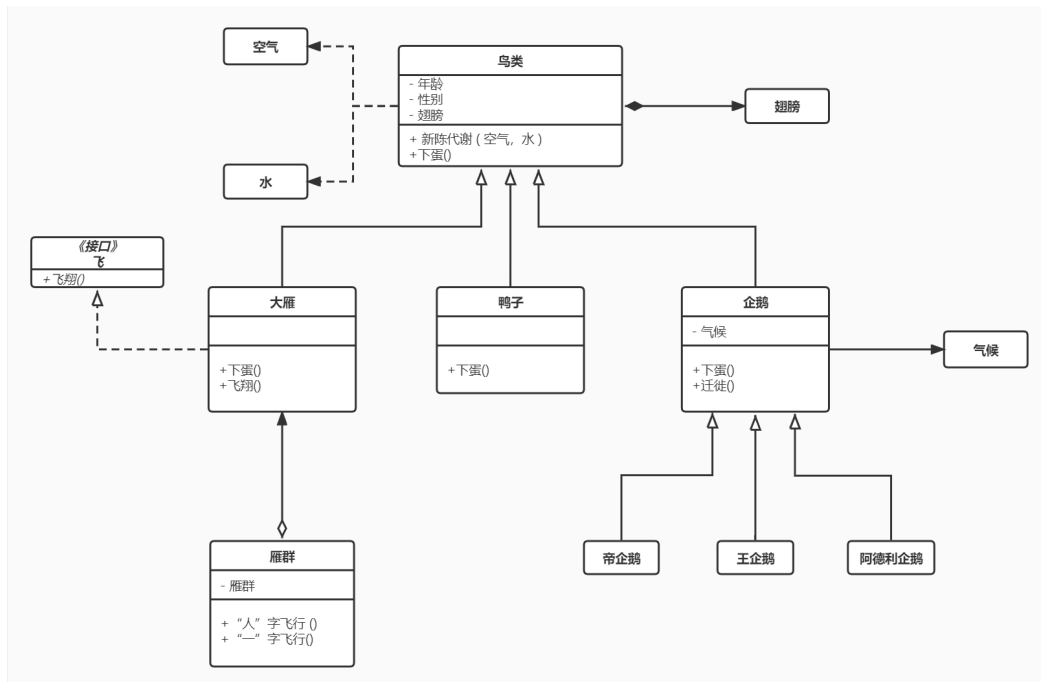 空气
鸟类
- 年龄
- 性别
- 翅膀
+ 新陈代谢 ( 空气，水 )
+下蛋()
翅膀
水
《接口》
飞
+飞翔()
大雁
+下蛋()
+飞翔()
鸭子
+下蛋()
企鹅
- 气候
+下蛋()
+迁徙()
气候
雁群
- 雁群
+ “人”字飞行 ()
+ “一”字飞行()
帝企鹅
王企鹅
阿德利企鹅